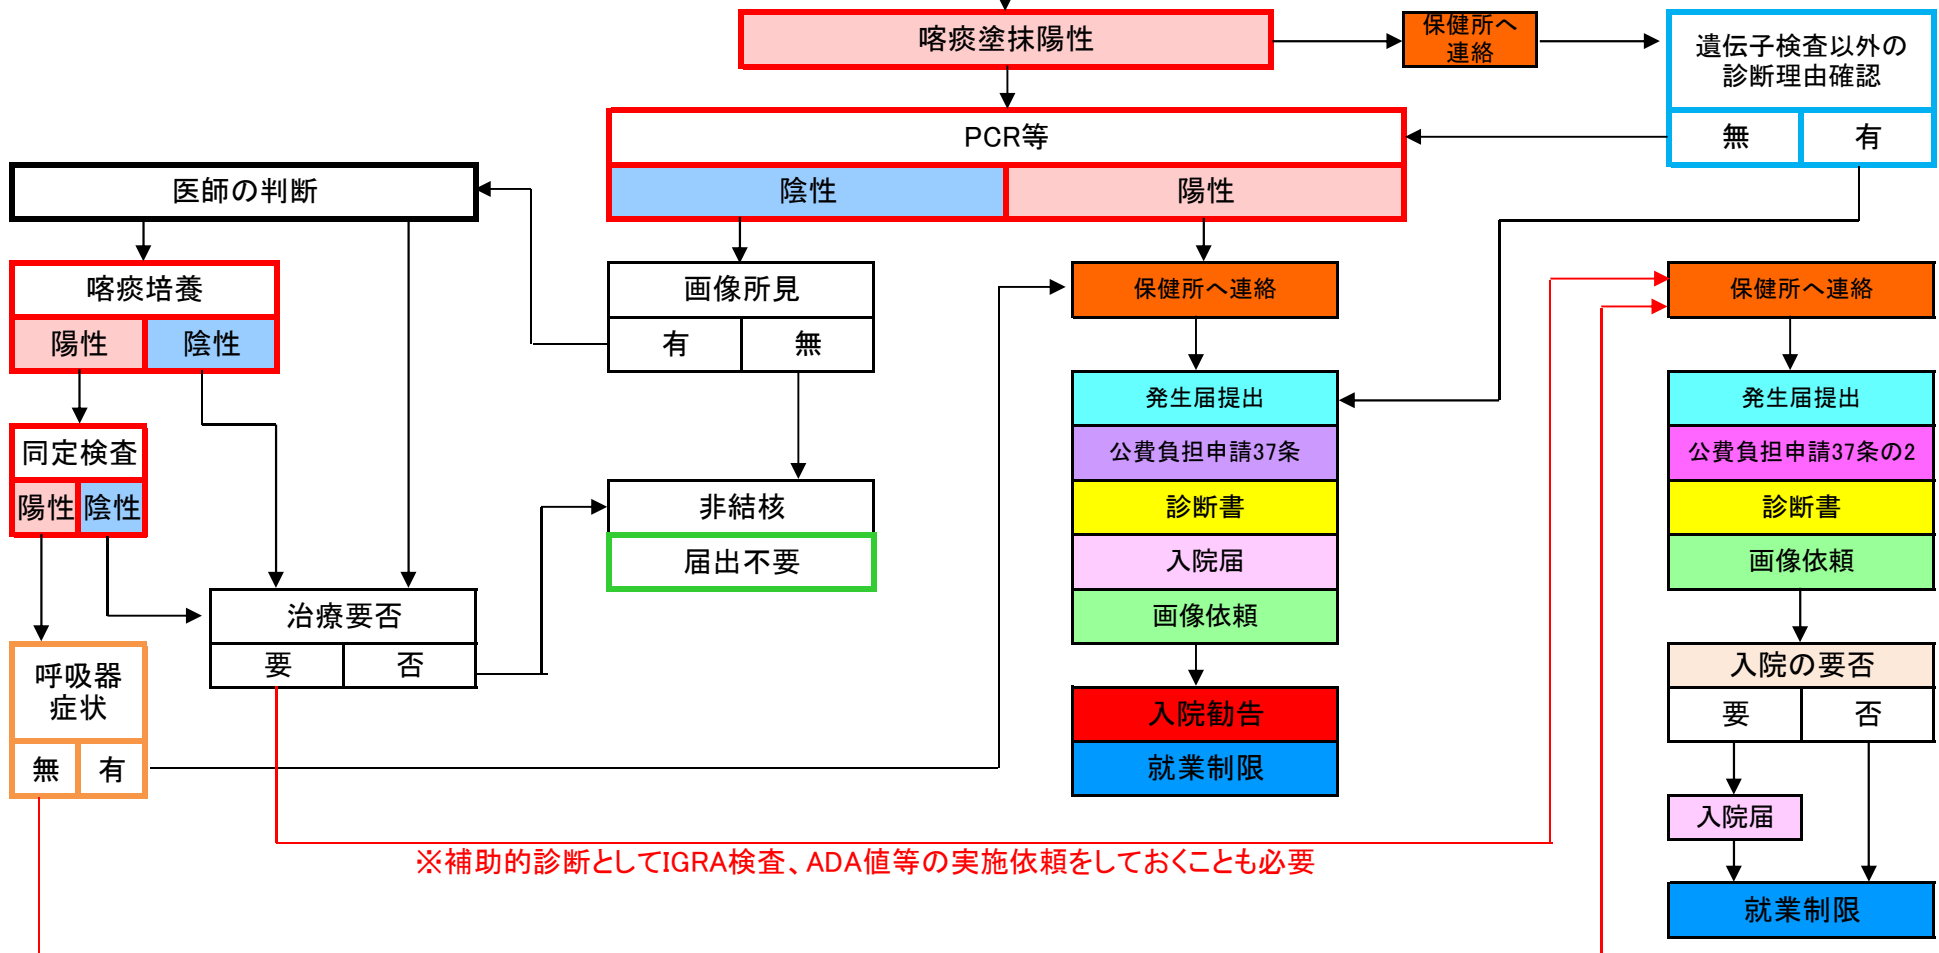 喀痰塗抹陽性
保健所へ
連絡
遺伝子検査以外の
診断理由確認
無
有
PCR等
陰性
陽性
医師の判断
喀痰培養
陽性
陰性
画像所見
有
無
保健所へ連絡
保健所へ連絡
発生届提出
公費負担申請37条
診断書
入院届
画像依頼
発生届提出
公費負担申請37条の2
診断書
画像依頼
同定検査
陽性
陰性
非結核
届出不要
治療要否
要
否
呼吸器
症状
無
有
入院勧告
就業制限
入院の要否
要
否
入院届
就業制限
※補助的診断としてIGRA検査、ADA値等の実施依頼をしておくことも必要